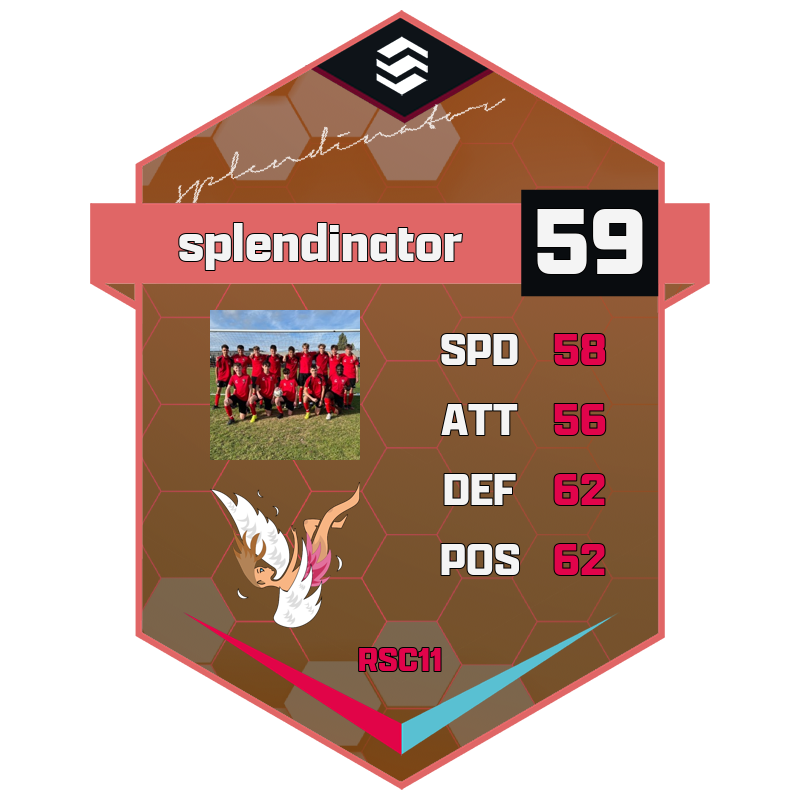 splendinator
splendinator 59
SPD 58
ATT 56
DEF 62
POS 62
RSC11